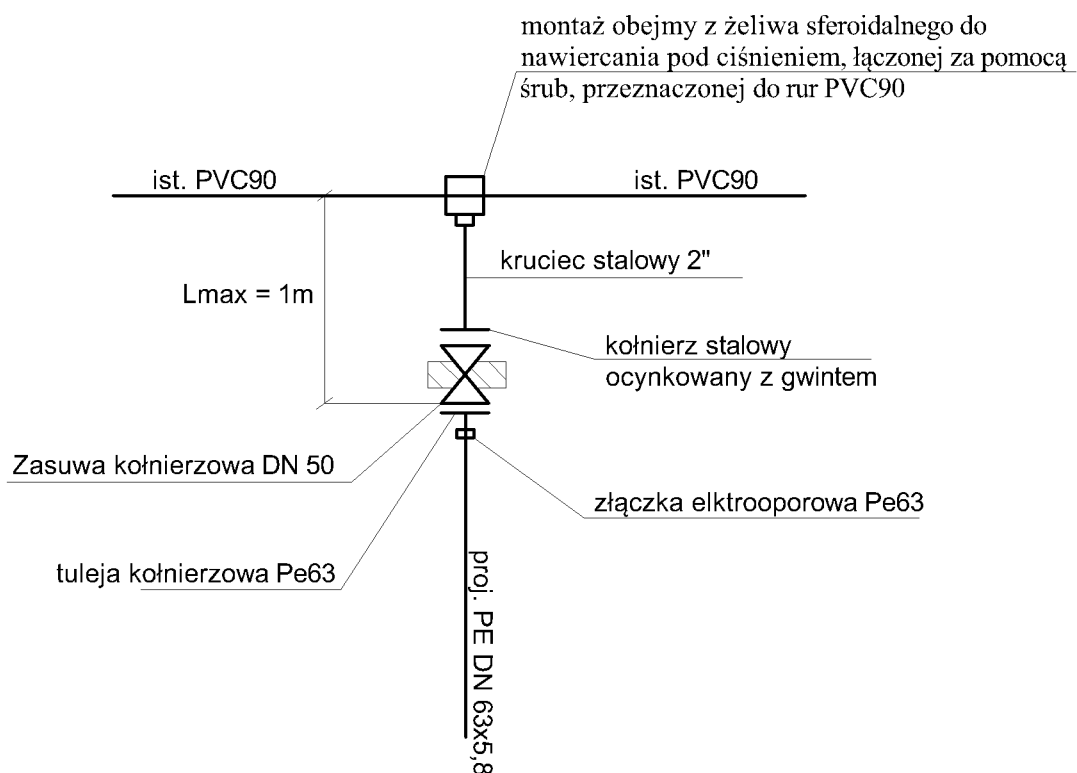 montaż obejmy z żeliwa sferoidalnego do
nawiercania pod ciśnieniem, łączonej za pomocą
śrub, przeznaczonej do rur PVC90
ist. PVC90
ist. PVC90
kruciec stalowy 2"
Lmax = 1m
kołnierz stalowy
ocynkowany z gwintem
Zasuwa kołnierzowa DN 50
złączka elktrooporowa Pe63
tuleja kołnierzowa Pe63
proj. PE DN 63x5,8